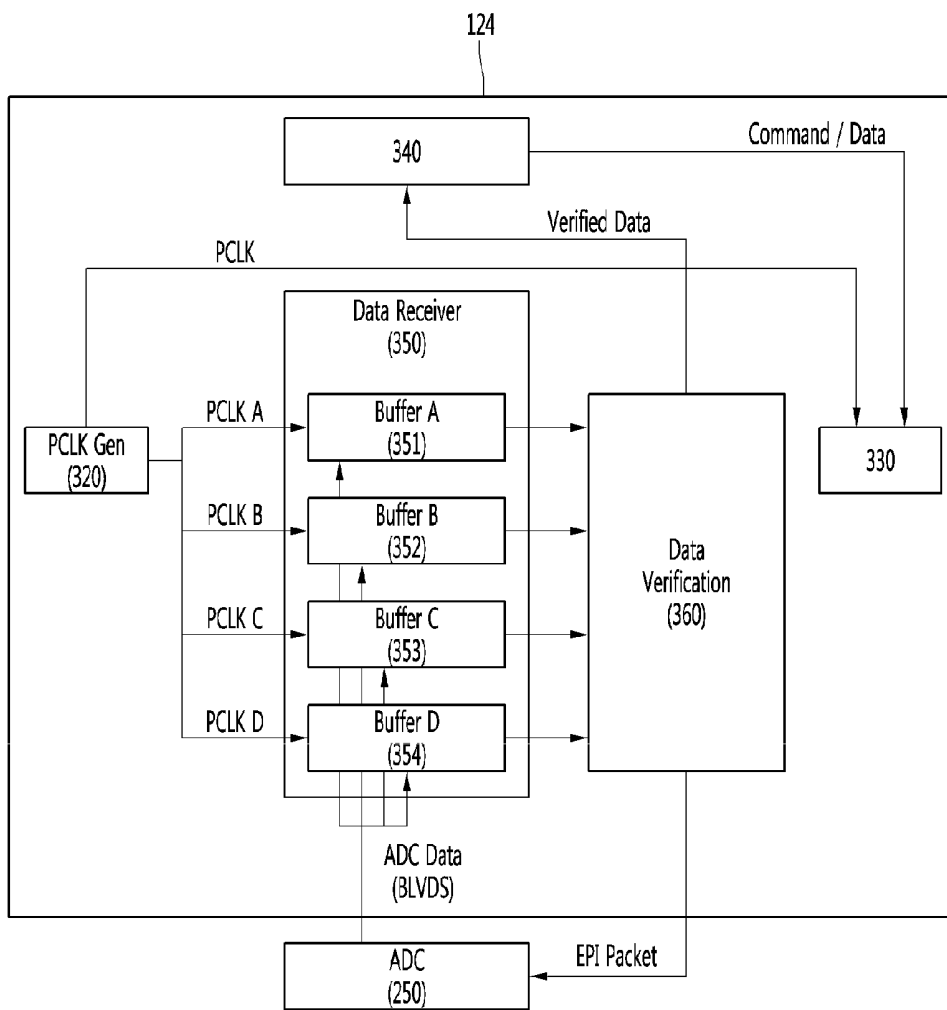 124
340
Command / Data
Verified Data
PCLK
Data Receiver
(350)
PCLK A
Buffer A
(351)
PCLK Gen
(320)
330
PCLK B
Buffer B
(352)
Data
Verification
(360)
PCLK C
Buffer C
(353)
PCLK D
Buffer D
(354)
ADC Data
(BLVDS)
ADC
(250)
EPI Packet